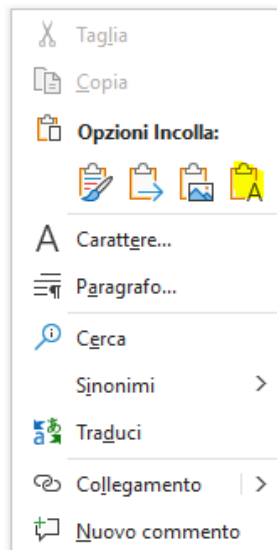 Taglia
Copia
Opzioni Incolla:
Carattere...
Paragrafo...
Cerca
Sinonimi
Traduci
Collegamento
Nuovo commento